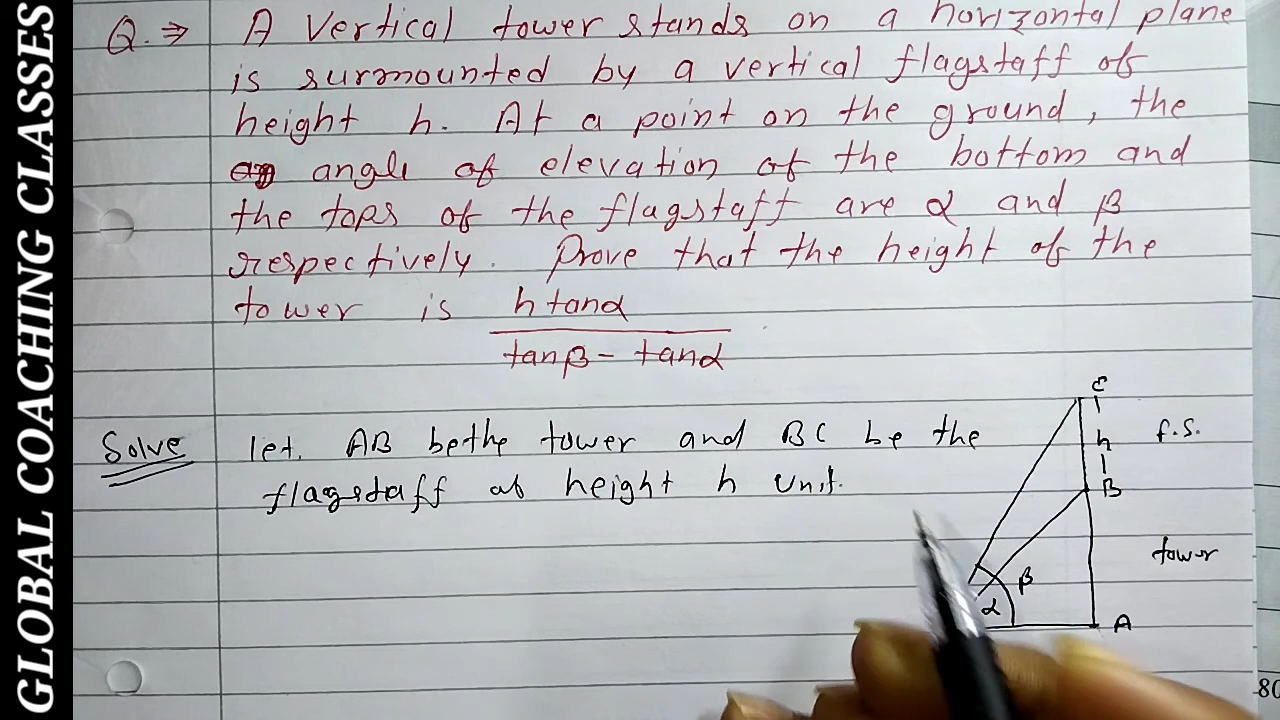 GLOBAL COACHING CLASSES
Q. ⇒ A vertical tower stands on a horizontal plane
is surmounted by a vertical flagstaff of
height h. At a point on the ground, the
angle of elevation of the bottom and
the tops of the flagstaff are α and β
respectively. Prove that the height of the
tower is h tanα
tanβ - tanα
Solve let. AB be the tower and BC be the
flagstaff of height h unit.
C
h
f.s.
B
tower
β
α
A
80